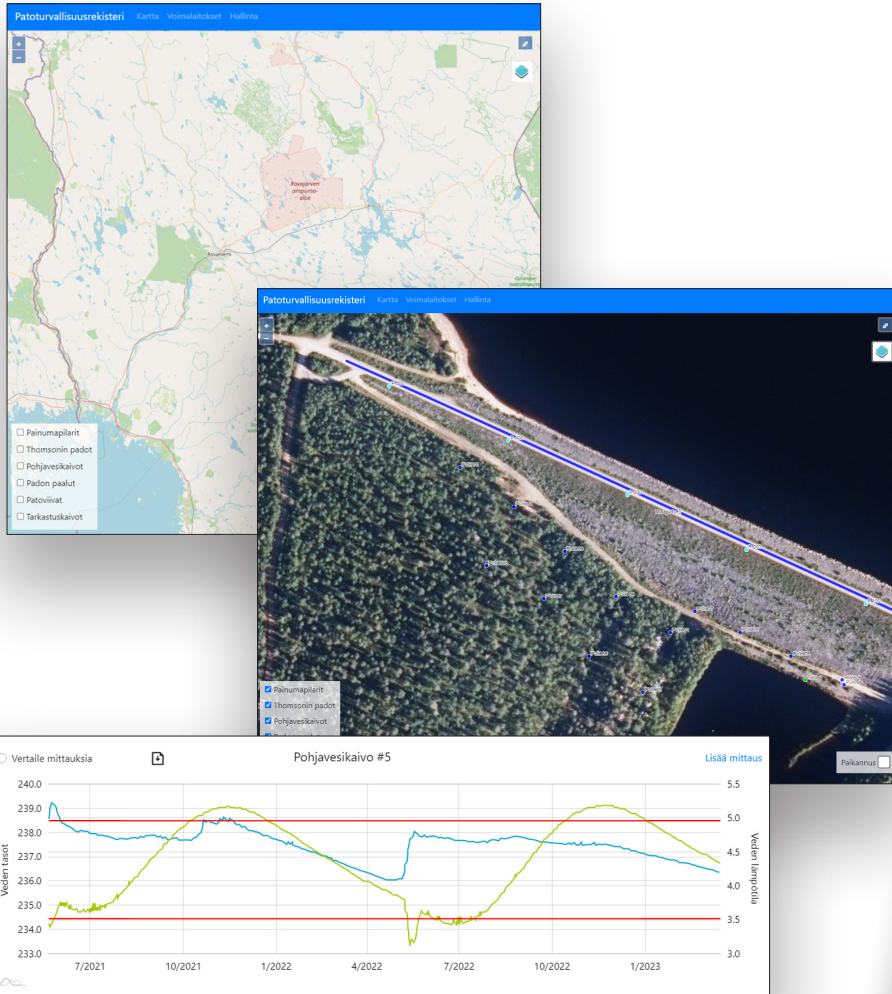 Patoturvallisuusrekisteri Kartta Voimalaitokset Hallinta
+
−
Rovajärven
ampuma-
alue
Rovaniemi
Painumapilarit
Thomsonin padot
Pohjavesikaivot
Padon paalut
Patoviivat
Tarkastuskaivot
Patoturvallisuusrekisteri Kartta Voimalaitokset Hallinta
+
−
Painumapilarit
Thomsonin padot
Pohjavesikaivot
Paikannus
Vertaile mittauksia
Pohjavesikaivo #5
Lisää mittaus
240.0
239.0
238.0
237.0
236.0
235.0
234.0
233.0
Veden tasot
5.5
5.0
4.5
4.0
3.5
3.0
Veden lämpötila
7/2021 10/2021 1/2022 4/2022 7/2022 10/2022 1/2023